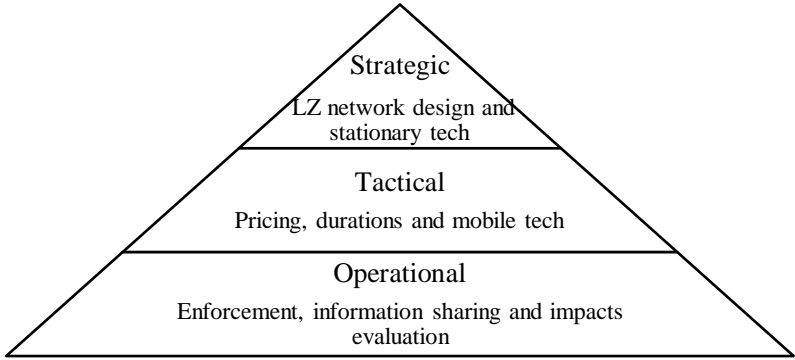 Strategic
LZ network design and
stationary tech
Tactical
Pricing, durations and mobile tech
Operational
Enforcement, information sharing and impacts
evaluation